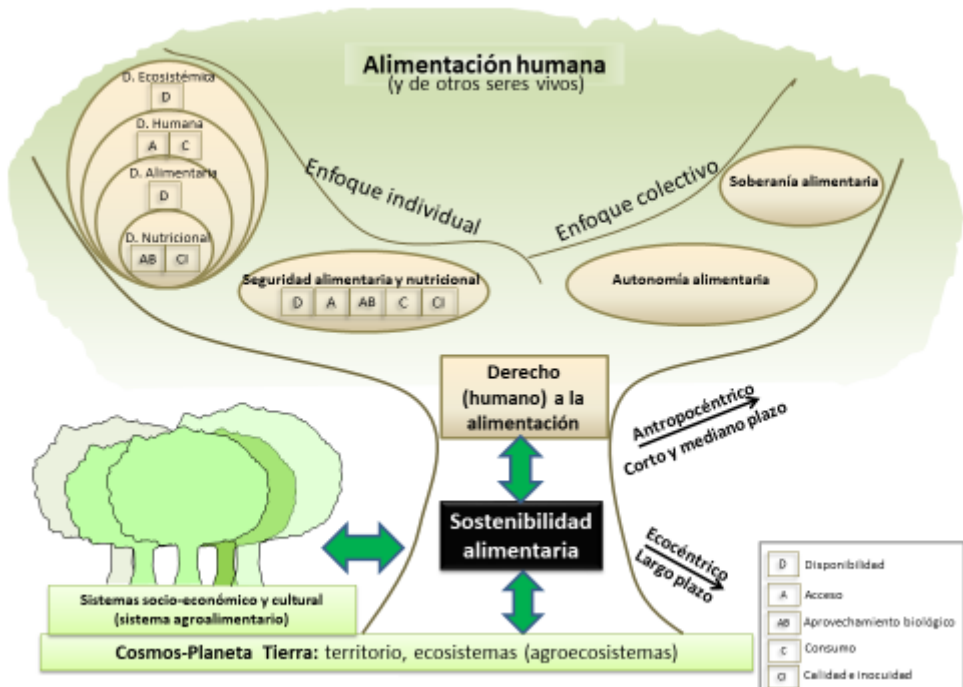 Alimentación humana
(y de otros seres vivos)
D. Ecosistémica
D
D. Humana
A C
D. Alimentaria
D
D. Nutricional
AB CI
Enfoque individual
Enfoque colectivo
Soberanía alimentaria
Seguridad alimentaria y nutricional
D A AB C CI
Autonomía alimentaria
Derecho
(humano) a la
alimentación
Antropocéntrico
Corto y mediano plazo
Sostenibilidad
alimentaria
Ecocéntrico
Largo plazo
Sistemas socio-económico y cultural
(sistema agroalimentario)
Cosmos-Planeta Tierra: territorio, ecosistemas (agroecosistemas)
D Disponibilidad
A Acceso
AB Aprovechamiento biológico
C Consumo
CI Calidad e inocuidad